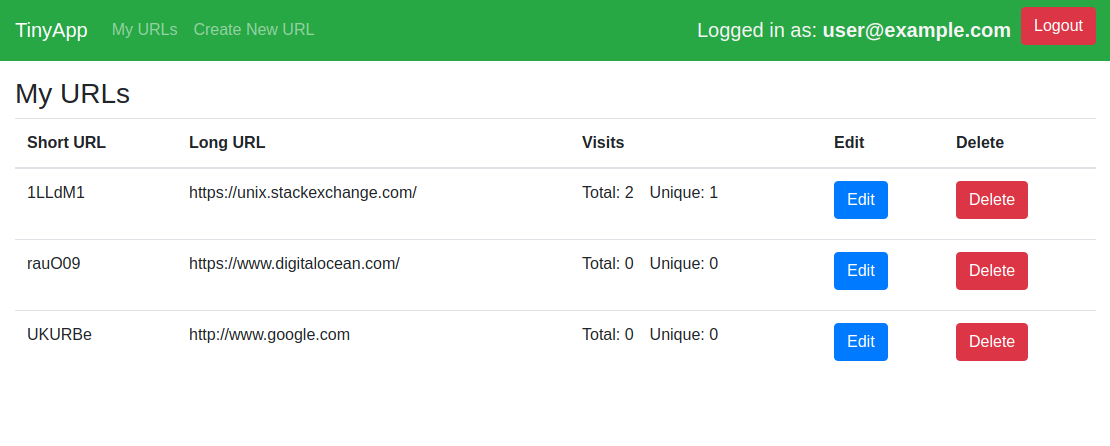 TinyApp My URLs Create New URL Logged in as: user@example.com Logout
My URLs
Short URL Long URL Visits Edit Delete
1LLdM1 https://unix.stackexchange.com/ Total: 2 Unique: 1 Edit Delete
rauO09 https://www.digitalocean.com/ Total: 0 Unique: 0 Edit Delete
UKURBe http://www.google.com Total: 0 Unique: 0 Edit Delete